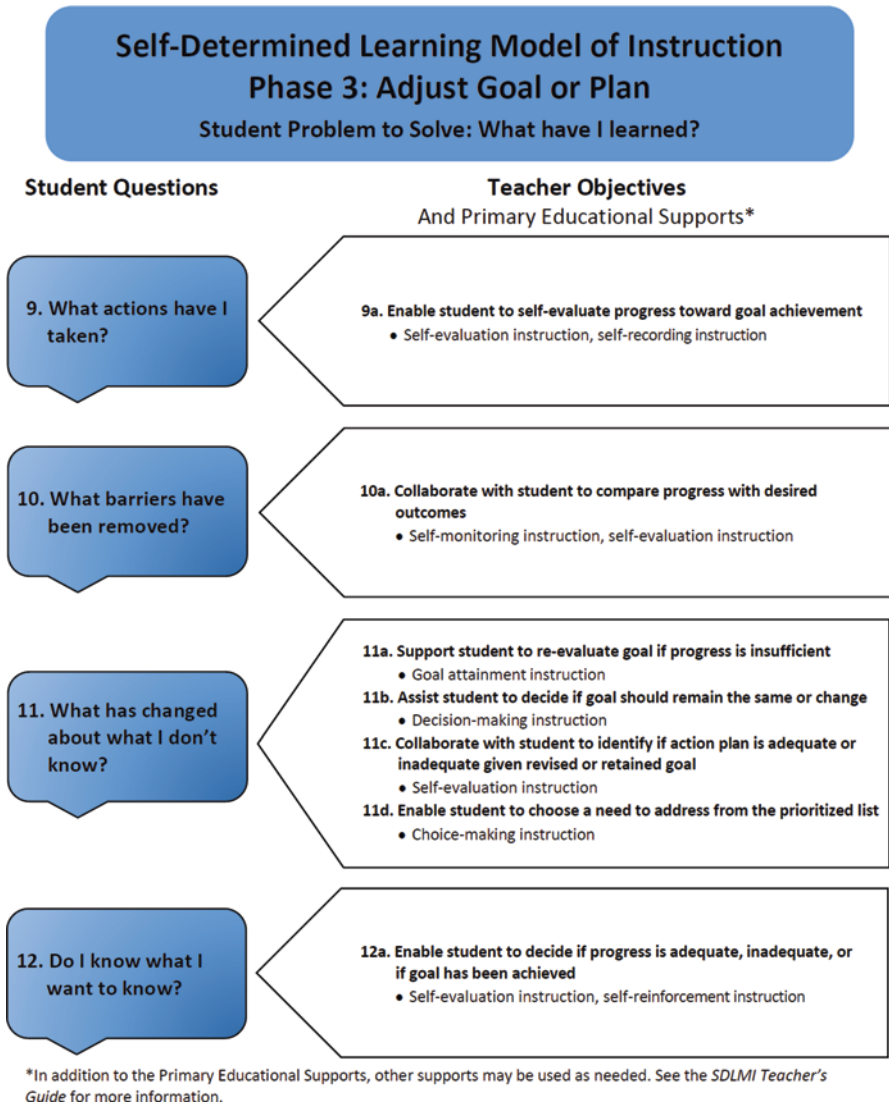 Self-Determined Learning Model of Instruction
Phase 3: Adjust Goal or Plan
Student Problem to Solve: What have I learned?
Student Questions
Teacher Objectives
And Primary Educational Supports*
9. What actions have I
taken?
9a. Enable student to self-evaluate progress toward goal achievement
• Self-evaluation instruction, self-recording instruction
10. What barriers have
been removed?
10a. Collaborate with student to compare progress with desired
outcomes
• Self-monitoring instruction, self-evaluation instruction
11. What has changed
about what I don't
know?
11a. Support student to re-evaluate goal if progress is insufficient
• Goal attainment instruction
11b. Assist student to decide if goal should remain the same or change
• Decision-making instruction
11c. Collaborate with student to identify if action plan is adequate or
inadequate given revised or retained goal
• Self-evaluation instruction
11d. Enable student to choose a need to address from the prioritized list
• Choice-making instruction
12. Do I know what I
want to know?
12a. Enable student to decide if progress is adequate, inadequate, or
if goal has been achieved
• Self-evaluation instruction, self-reinforcement instruction
*In addition to the Primary Educational Supports, other supports may be used as needed. See the SDLMI Teacher's
Guide for more information.